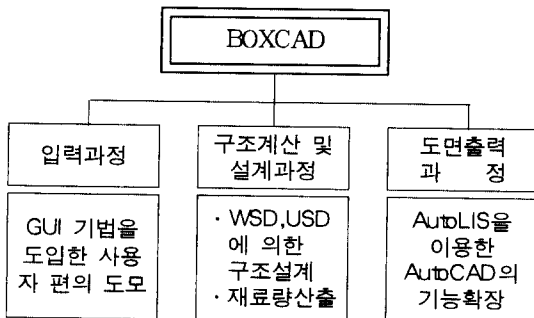 BOXCAD
입력과정
구조계산 및
설계과정
도면출력
과 정
GUI 기법을
도입한 사용
자 편의 도모
· WSD,USD
에 의한
구조설계
· 재료량산출
AutoLIS을
이용한
AutoCAD의
기능확장